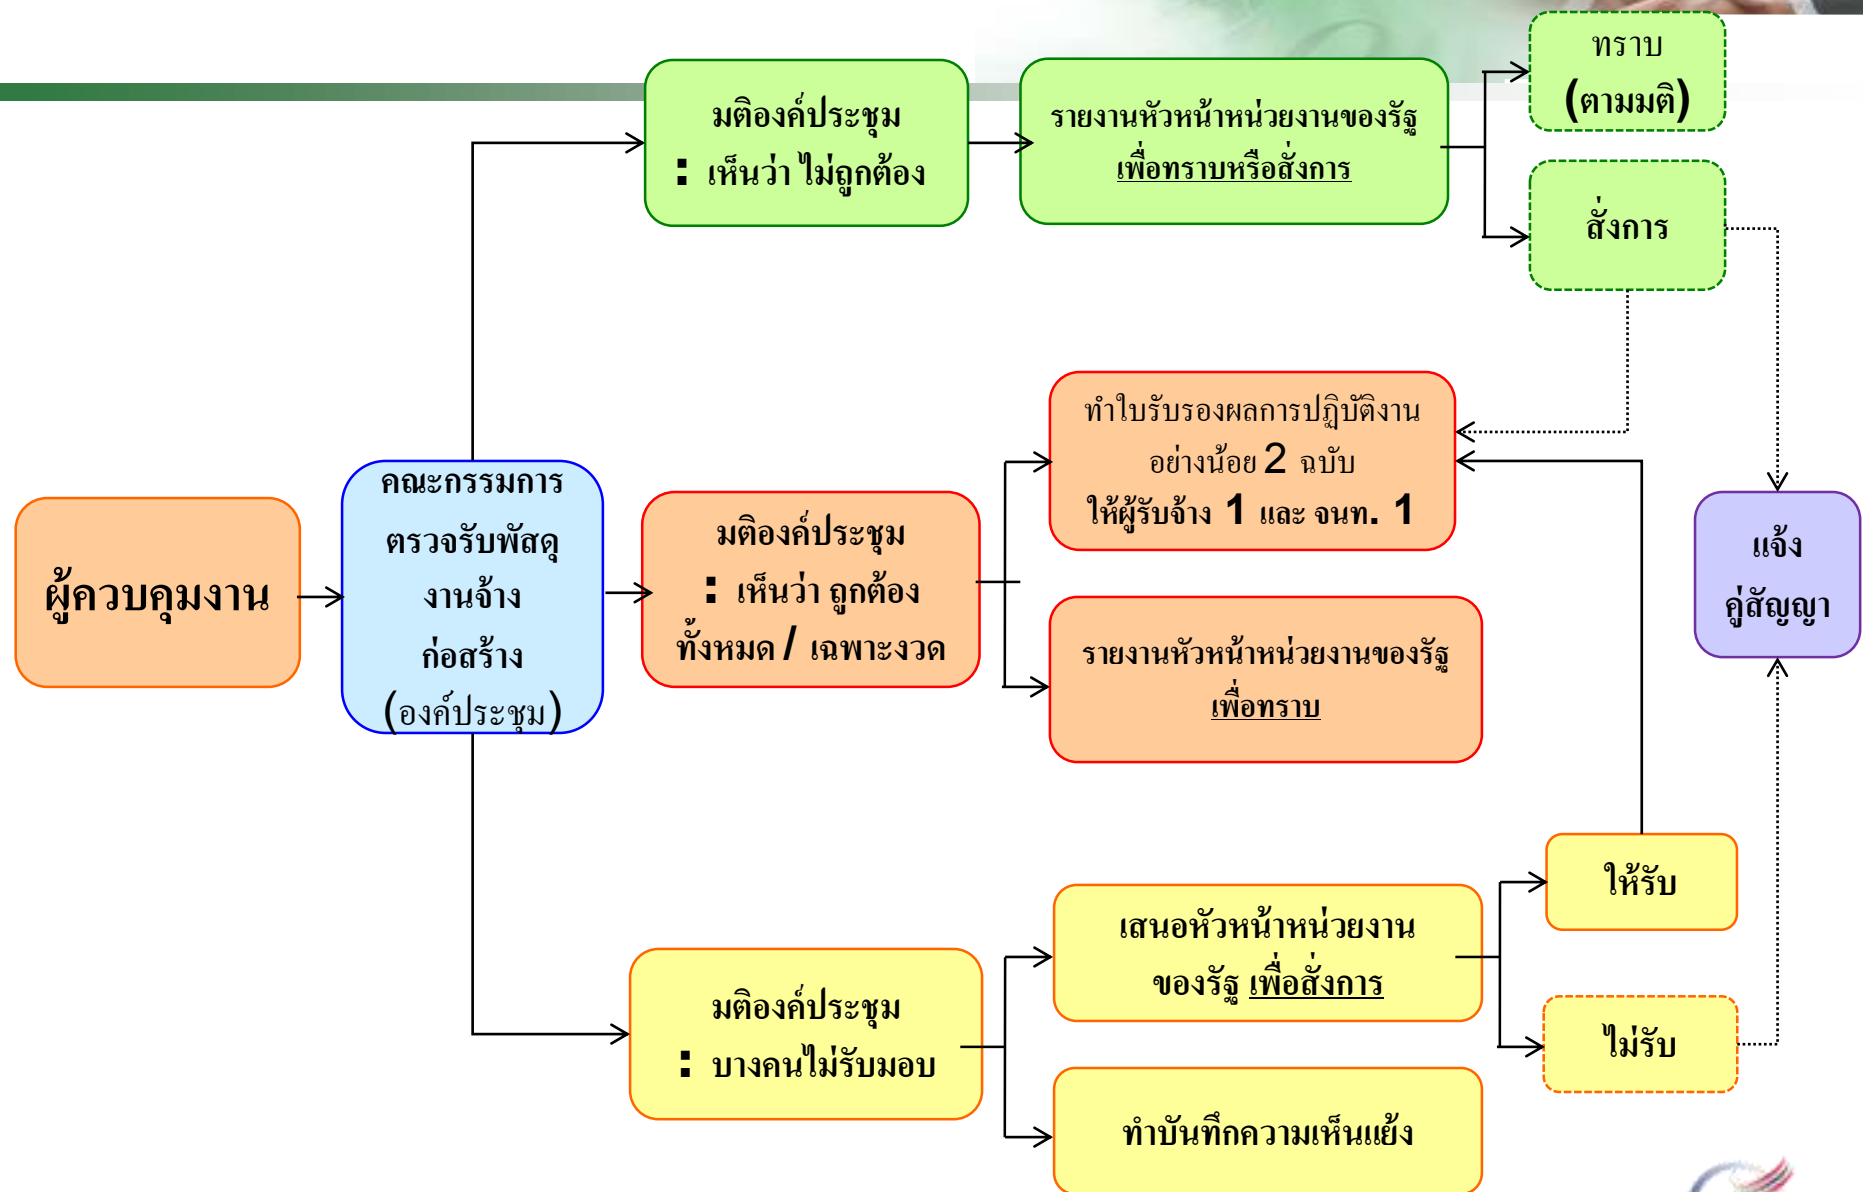 ผู้ควบคุมงาน
คณะกรรมการ
ตรวจรับพัสดุ
งานจ้าง
ก่อสร้าง
(องค์ประชุม)
มติองค์ประชุม
: เห็นว่า ไม่ถูกต้อง
รายงานหัวหน้าหน่วยงานของรัฐ
เพื่อทราบหรือสั่งการ
ทราบ
(ตามมติ)
สั่งการ
มติองค์ประชุม
: เห็นว่า ถูกต้อง
ทั้งหมด / เฉพาะงวด
ทำใบรับรองผลการปฏิบัติงาน
อย่างน้อย 2 ฉบับ
ให้ผู้รับจ้าง 1 และ จนท. 1
รายงานหัวหน้าหน่วยงานของรัฐ
เพื่อทราบ
แจ้ง
คู่สัญญา
มติองค์ประชุม
: บางคนไม่รับมอบ
เสนอหัวหน้าหน่วยงาน
ของรัฐ เพื่อสั่งการ
ทำบันทึกความเห็นแย้ง
ให้รับ
ไม่รับ